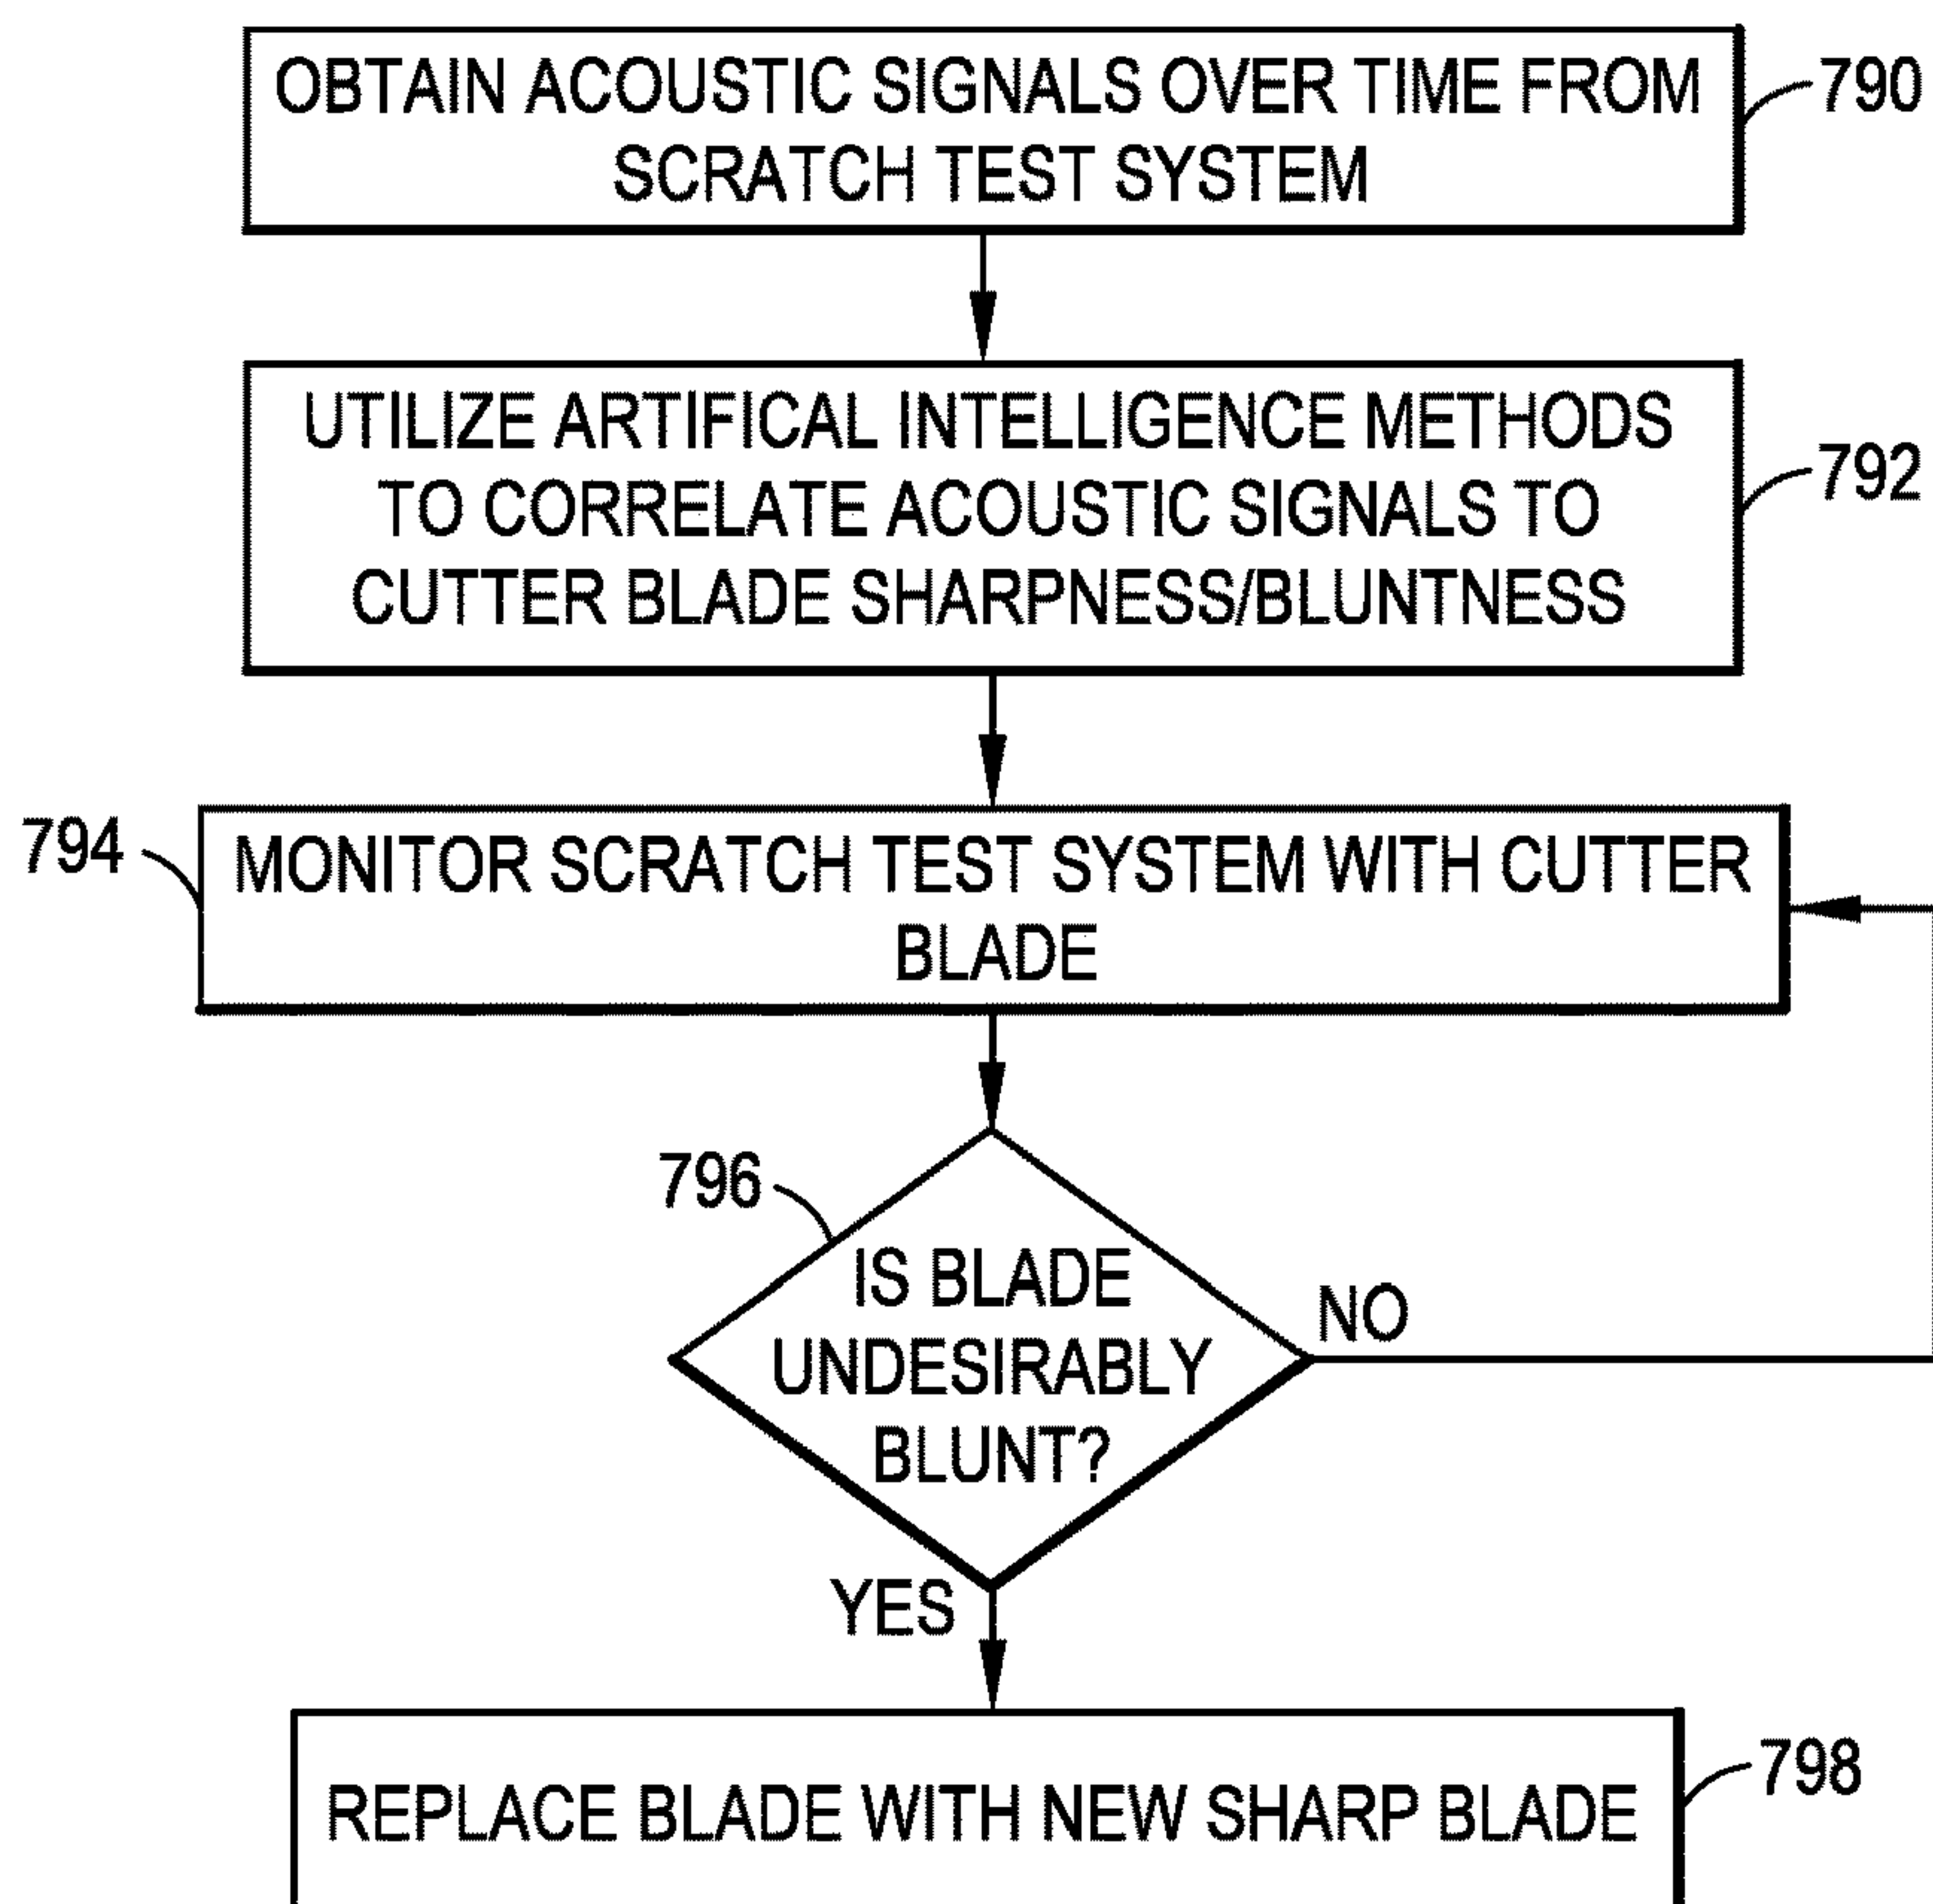 OBTAIN ACOUSTIC SIGNALS OVER TIME FROM
SCRATCH TEST SYSTEM
790
UTILIZE ARTIFICAL INTELLIGENCE METHODS
TO CORRELATE ACOUSTIC SIGNALS TO
CUTTER BLADE SHARPNESS/BLUNTNESS
792
794
MONITOR SCRATCH TEST SYSTEM WITH CUTTER
BLADE
796
IS BLADE
UNDESIRABLY
BLUNT?
NO
YES
REPLACE BLADE WITH NEW SHARP BLADE
798